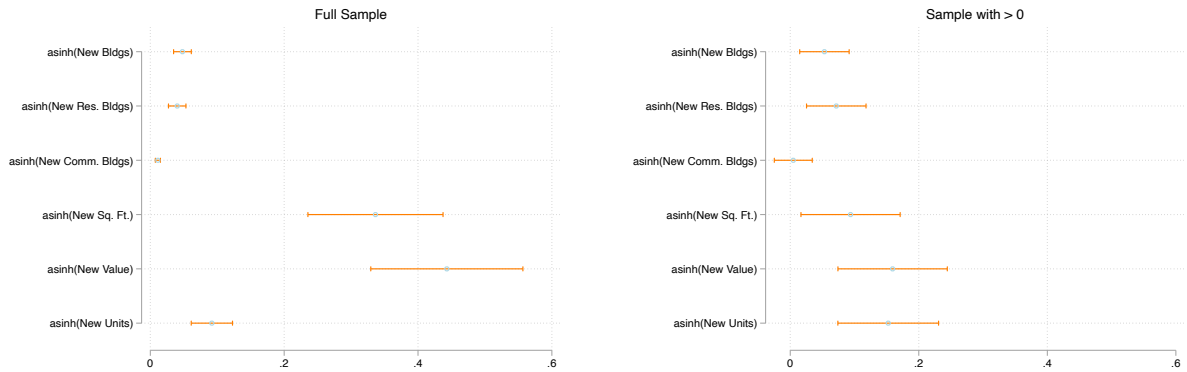 Full Sample
asinh(New Bldgs)
asinh(New Res. Bldgs)
asinh(New Comm. Bldgs)
asinh(New Sq. Ft.)
asinh(New Value)
asinh(New Units)
0 .2 .4 .6
Sample with > 0
asinh(New Bldgs)
asinh(New Res. Bldgs)
asinh(New Comm. Bldgs)
asinh(New Sq. Ft.)
asinh(New Value)
asinh(New Units)
0 .2 .4 .6